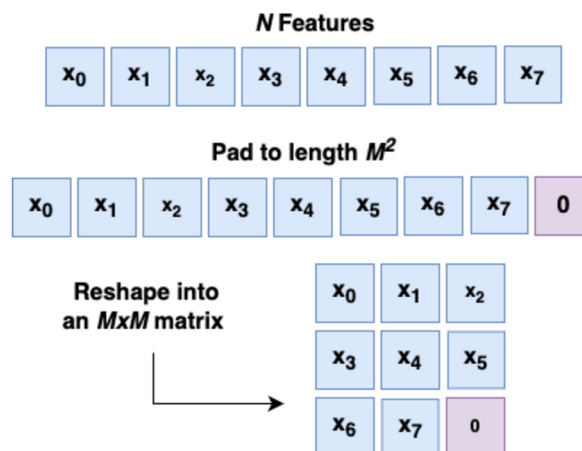 N Features
x₀ x₁ x₂ x₃ x₄ x₅ x₆ x₇
Pad to length M²
x₀ x₁ x₂ x₃ x₄ x₅ x₆ x₇ 0
Reshape into
an MxM matrix
x₀ x₁ x₂
x₃ x₄ x₅
x₆ x₇ 0